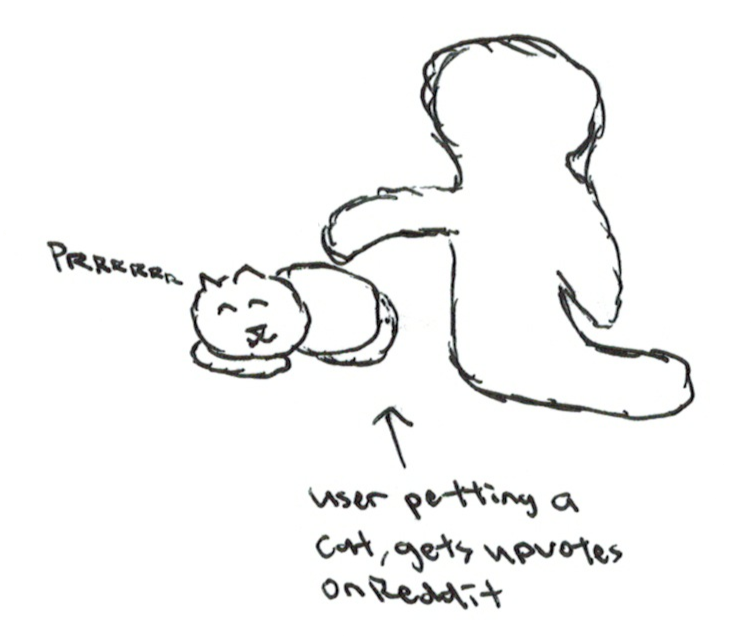 PRRRRRR
user petting a
cat, gets upvotes
on Reddit